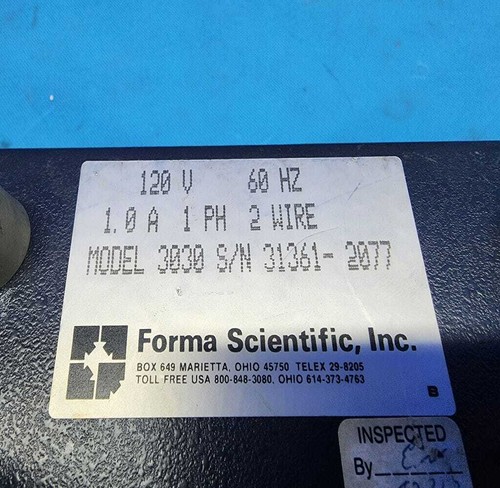 120 V 60 HZ
1.0 A 1 PH 2 WIRE
MODEL 3030 S/N 31361-2077
Forma Scientific, Inc.
BOX 649 MARIETTA, OHIO 45750 TELEX 29-8205
TOLL FREE USA 800-848-3080, OHIO 614-373-4763
B
INSPECTED
By